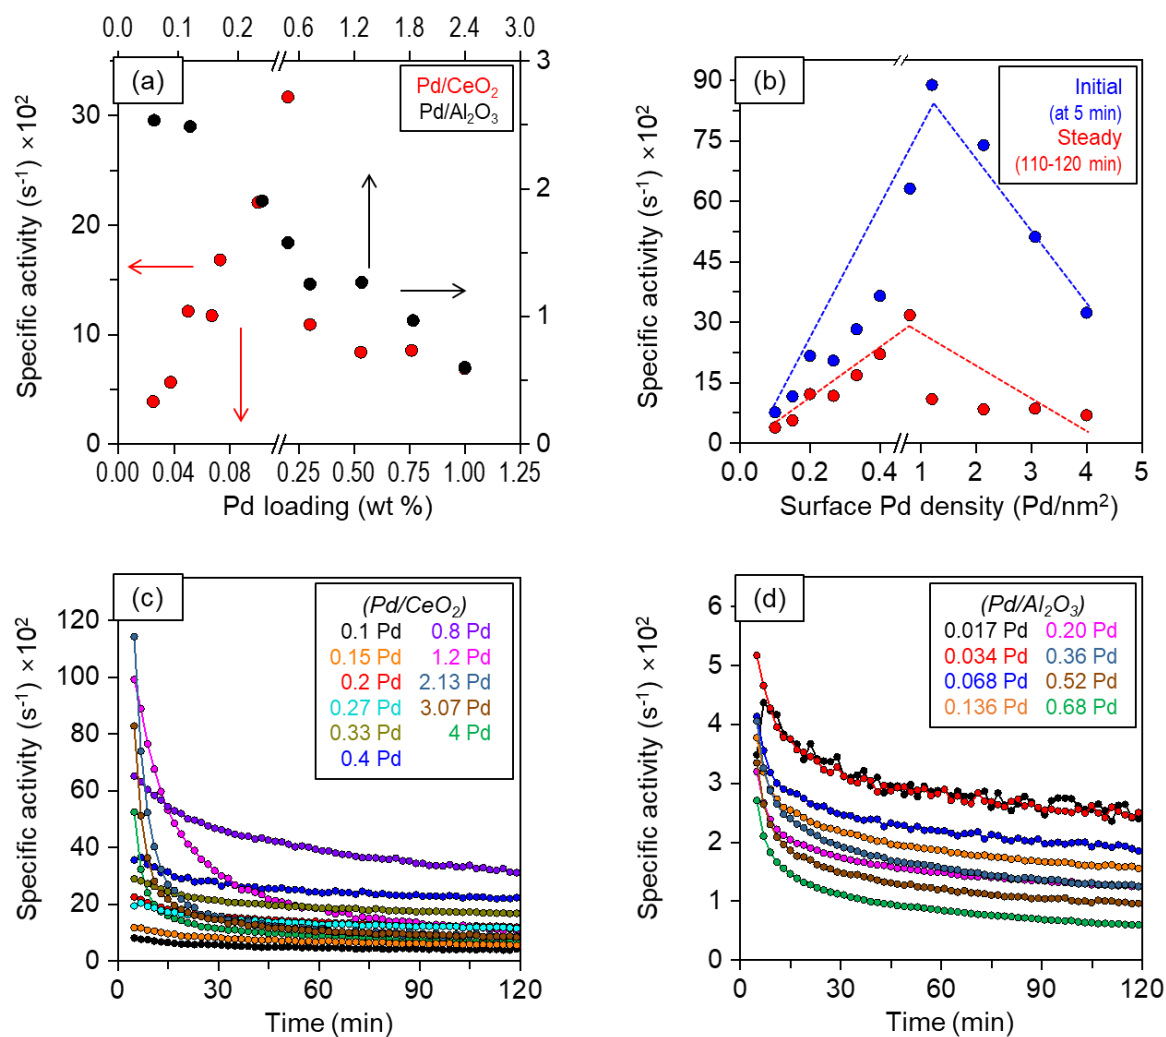 0.0 0.1 0.2 0.6 1.2 1.8 2.4 3.0
(a)
Pd/CeO₂
Pd/Al₂O₃
Specific activity (s⁻¹) ×10²
30
20
10
0
3
2
1
0
0.00 0.04 0.08 0.25 0.50 0.75 1.00 1.25
Pd loading (wt %)
(b)
Initial
(at 5 min)
Steady
(110-120 min)
Specific activity (s⁻¹) ×10²
90
75
60
45
30
15
0
0.0 0.2 0.4 1 2 3 4 5
Surface Pd density (Pd/nm²)
(c)
(Pd/CeO₂)
0.1 Pd 0.8 Pd
0.15 Pd 1.2 Pd
0.2 Pd 2.13 Pd
0.27 Pd 3.07 Pd
0.33 Pd 4 Pd
0.4 Pd
Specific activity (s⁻¹) ×10²
120
100
80
60
40
20
0
0 30 60 90 120
Time (min)
(d)
(Pd/Al₂O₃)
0.017 Pd 0.20 Pd
0.034 Pd 0.36 Pd
0.068 Pd 0.52 Pd
0.136 Pd 0.68 Pd
Specific activity (s⁻¹) ×10²
6
5
4
3
2
1
0
0 30 60 90 120
Time (min)